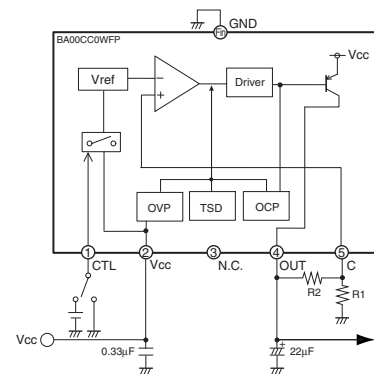 GND
Fin
BA00CC0WFP
Vcc
Vref
−
+
Driver
OVP
TSD
OCP
1
2
3
4
5
CTL
Vcc
N.C.
OUT
C
R2
R1
Vcc
0.33μF
+
22μF